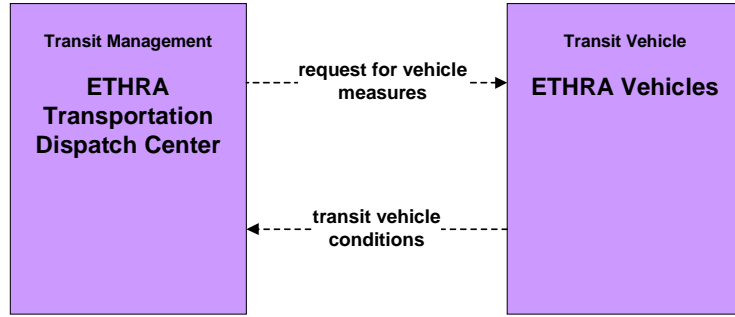 Transit Management
ETHRA
Transportation
Dispatch Center
request for vehicle
measures
transit vehicle
conditions
Transit Vehicle
ETHRA Vehicles